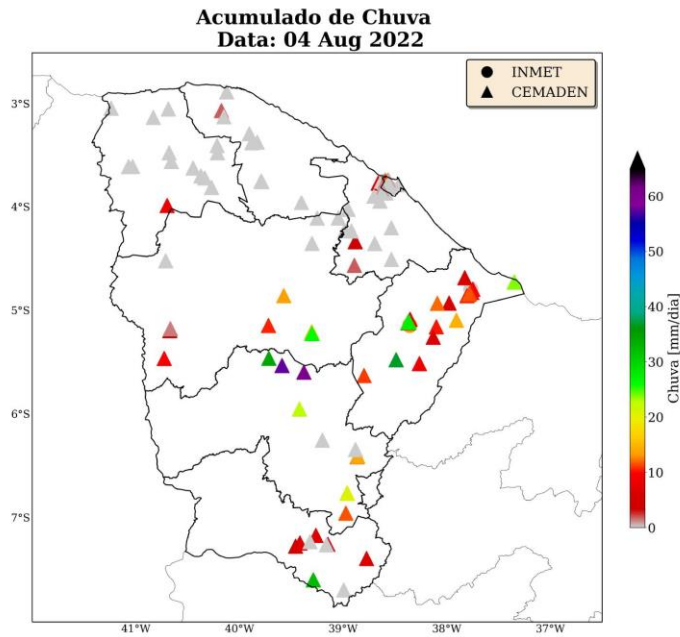 Acumulado de Chuva
Data: 04 Aug 2022
INMET
CEMADEN
3°S
4°S
5°S
6°S
7°S
41°W
40°W
39°W
38°W
37°W
60
50
40
30
20
10
0
Chuva [mm/dia]